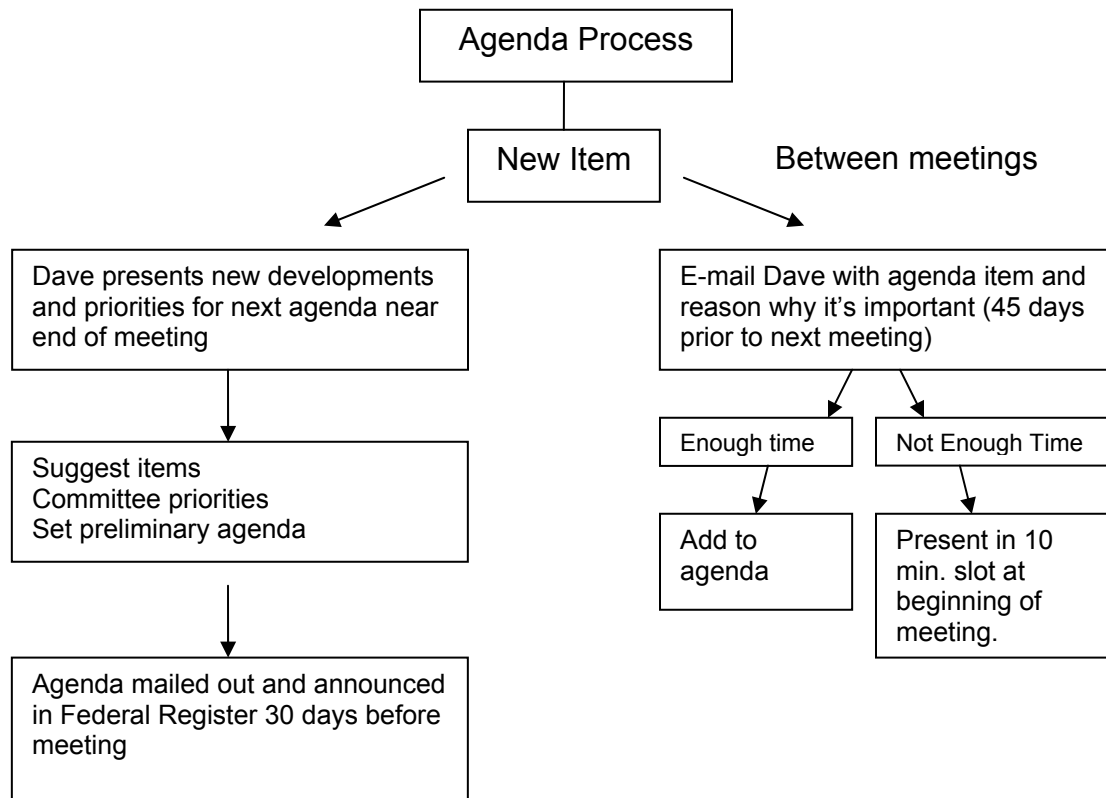 Agenda Process
New Item
Between meetings
Dave presents new developments
and priorities for next agenda near
end of meeting
E-mail Dave with agenda item and
reason why it’s important (45 days
prior to next meeting)
Enough time
Not Enough Time
Suggest items
Committee priorities
Set preliminary agenda
Add to
agenda
Present in 10
min. slot at
beginning of
meeting.
Agenda mailed out and announced
in Federal Register 30 days before
meeting